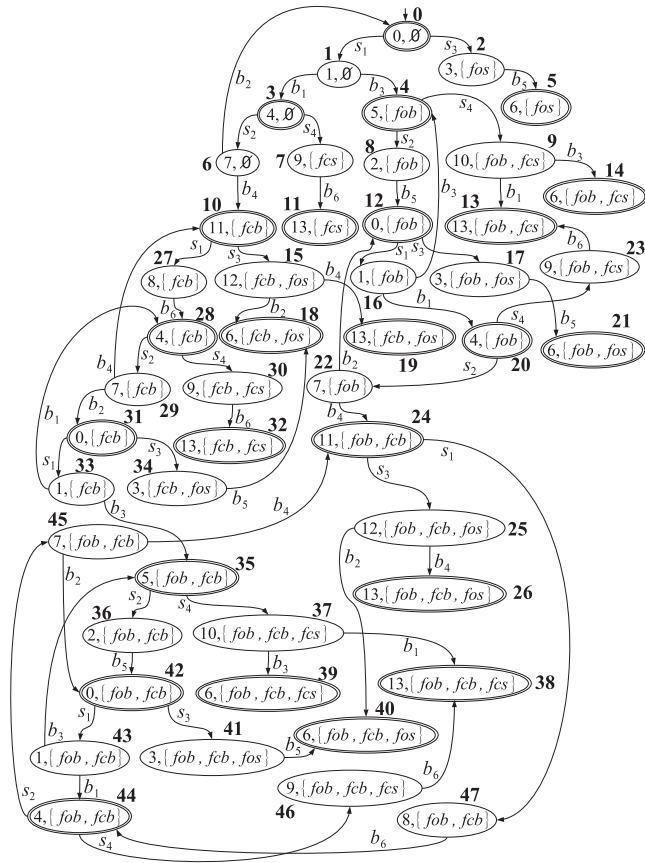 0
0,∅
s1 s3
b2 1 2
1,∅ 3,{fos}
b1 b3 b5
3 4 5
4,∅ 5,{fob} s4 6,{fos}
s2 s4 s2
6 7 8 9
7,∅ 9,{fcs} 2,{fob} 10,{fob, fcs} b3
14
b4 b6 b5 b3 b1 6,{fob, fcs}
10 11 12 13
11,{fcb} 13,{fcs} 0,{fob} 13,{fob, fcs}
s1 s3 s1 s3 b6
27 15 17 23
8,{fcb} 12,{fcb, fos} b4 1,{fob} 3,{fob, fos} 9,{fob, fcs}
b6 b2 16 b1 s4 b5
28 18 21
4,{fcb} 6,{fcb, fos} 13,{fcb, fos} 4,{fob} 6,{fob, fos}
b4 s2 s4 30 19 22 b2 20
b1 7,{fcb} 9,{fcb, fcs} 7,{fob} s2
b2 29 b6 b4
31 32 24
0,{fcb} 13,{fcb, fcs} 11,{fob, fcb}
s1 s3 s1
33 34 s3
1,{fcb} 3,{fcb, fos} b5
b3 b4
45 25
7,{fob, fcb} 12,{fob, fcb, fos}
b2 35 b2 b4
5,{fob, fcb} 13,{fob, fcb, fos} 26
s2 s4
36 37
2,{fob, fcb} 10,{fob, fcb, fcs}
b5 b3 b1
42 39
0,{fob, fcb} 6,{fob, fcb, fcs} 13,{fob, fcb, fcs} 38
s1 s3 40
43 41 6,{fob, fcb, fos}
b3 1,{fob, fcb} 3,{fob, fcb, fos} b5
s2 b1 b6
44 9,{fob, fcb, fcs} 47
4,{fob, fcb} 46 8,{fob, fcb}
s4 b6